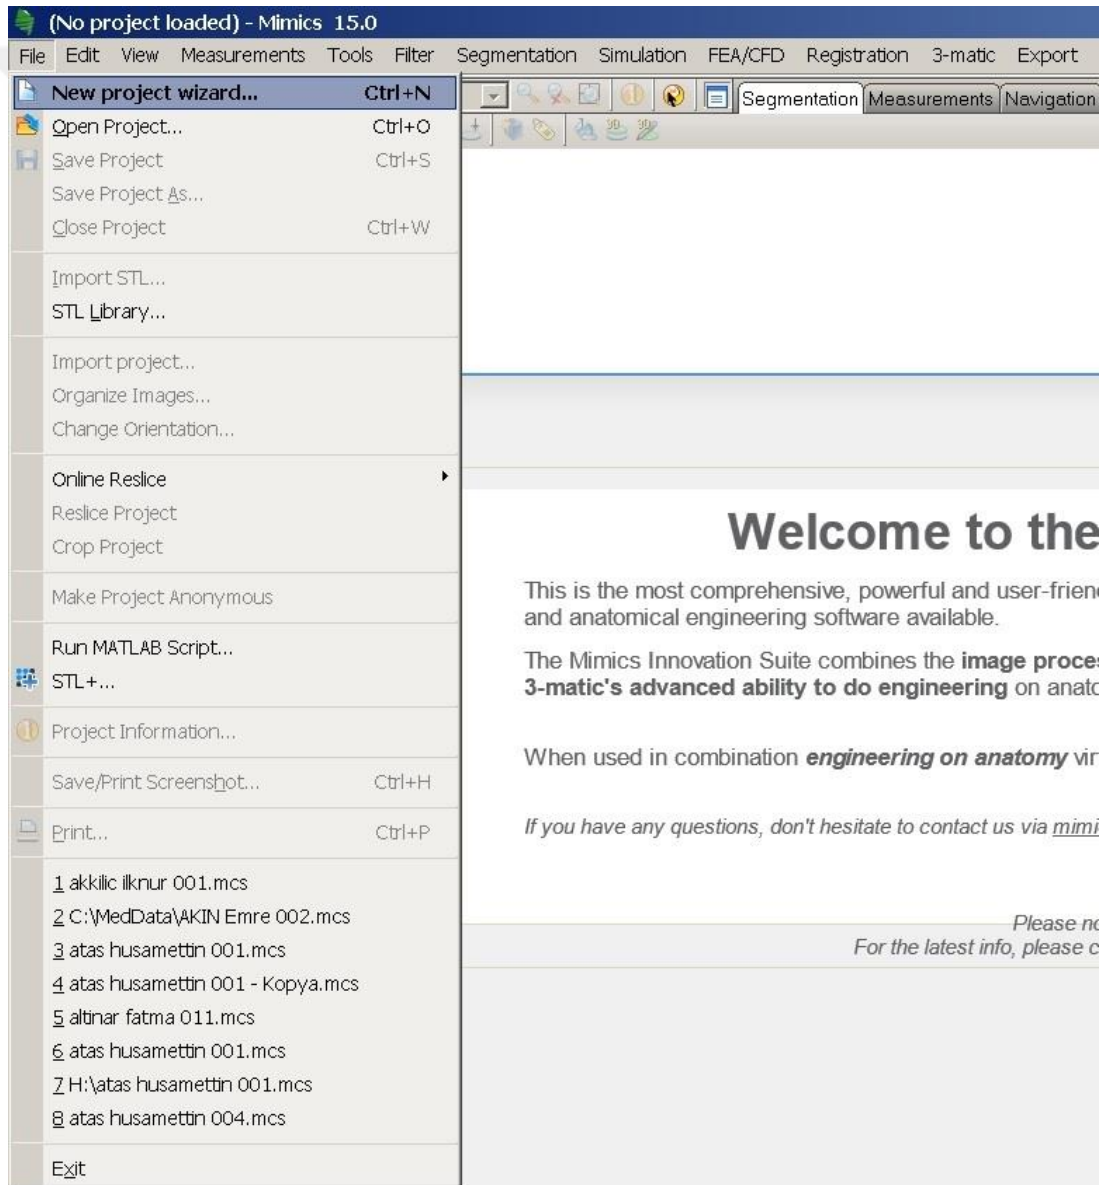 (No project loaded) - Mimics 15.0
File Edit View Measurements Tools Filter Segmentation Simulation FEA/CFD Registration 3-matic Export
New project wizard... Ctrl+N
Segmentation Measurements Navigation
Open Project... Ctrl+O
Save Project Ctrl+S
Save Project As...
Close Project Ctrl+W
Import STL...
STL Library...
Import project...
Organize Images...
Change Orientation...
Online Reslice
Reslice Project
Crop Project
Make Project Anonymous
Run MATLAB Script...
STL+...
Project Information...
Save/Print Screenshot... Ctrl+H
Print... Ctrl+P
1 akkilic ilknur 001.mcs
2 C:\MedData\AKIN Emre 002.mcs
3 atas husamettin 001.mcs
4 atas husamettin 001 - Kopya.mcs
5 altinar fatma 011.mcs
6 atas husamettin 001.mcs
7 H:\atas husamettin 001.mcs
8 atas husamettin 004.mcs
Exit
Welcome to the
This is the most comprehensive, powerful and user-frien
and anatomical engineering software available.
The Mimics Innovation Suite combines the image proces
3-matic's advanced ability to do engineering on anato
When used in combination engineering on anatomy vir
If you have any questions, don't hesitate to contact us via mimi
Please no
For the latest info, please c